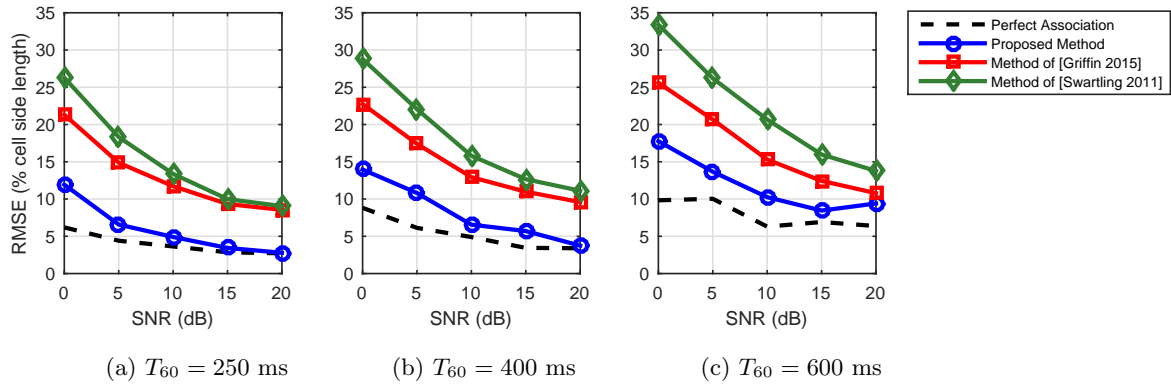 RMSE (% cell side length)
35
30
25
20
15
10
5
0
0 5 10 15 20
SNR (dB)
(a) T60 = 250 ms
35
30
25
20
15
10
5
0
0 5 10 15 20
SNR (dB)
(b) T60 = 400 ms
35
30
25
20
15
10
5
0
0 5 10 15 20
SNR (dB)
(c) T60 = 600 ms
Perfect Association
Proposed Method
Method of [Griffin 2015]
Method of [Swartling 2011]